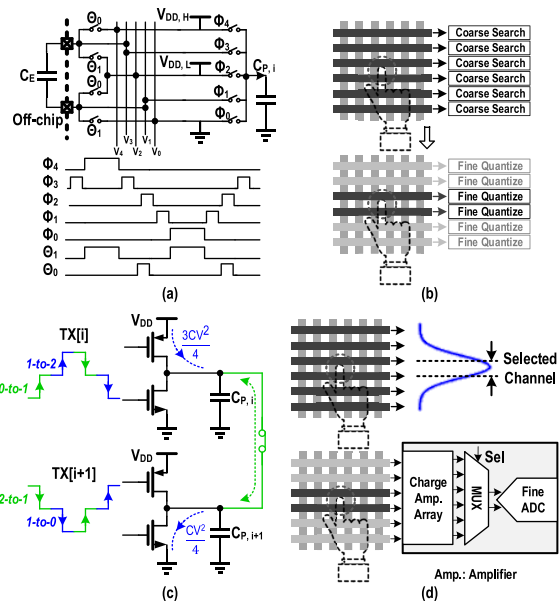 Θ0
VDD, H
Φ4
Φ3
CE
Θ1
VDD, L
Φ2
CP, i
Θ0
Φ1
Off-chip
Θ1
Φ0
V4
V3
V2
V1
V0
Φ4
Φ3
Φ2
Φ1
Φ0
Θ1
Θ0
(a)
Coarse Search
Coarse Search
Coarse Search
Coarse Search
Coarse Search
Coarse Search
Fine Quantize
Fine Quantize
Fine Quantize
Fine Quantize
Fine Quantize
Fine Quantize
(b)
TX[i]
1-to-2
0-to-1
VDD
3CV²
4
CP, i
TX[i+1]
2-to-1
1-to-0
VDD
CV²
4
CP, i+1
(c)
Selected
Channel
Charge
Amp.
Array
MUX
Sel
Fine
ADC
Amp.: Amplifier
(d)